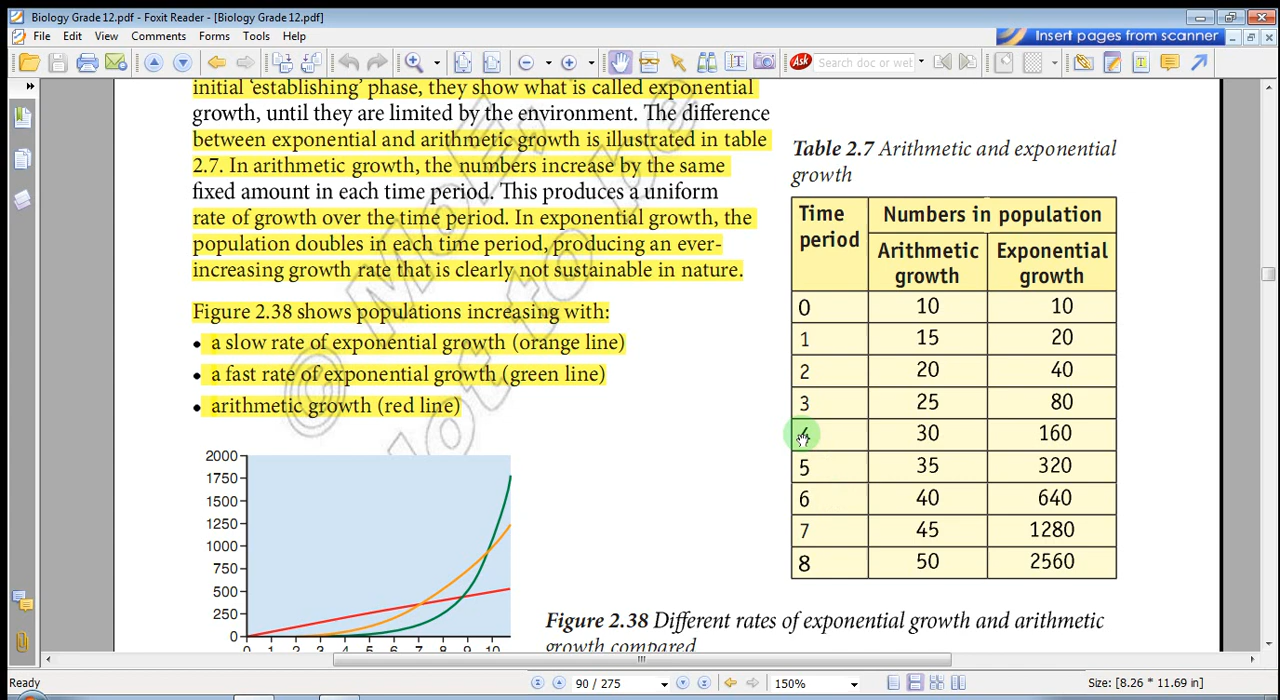 Biology Grade 12.pdf - Foxit Reader - [Biology Grade 12.pdf]
File Edit View Comments Forms Tools Help
Insert pages from scanner
Ask Search doc or wel
initial ‘establishing’ phase, they show what is called exponential
growth, until they are limited by the environment. The difference
between exponential and arithmetic growth is illustrated in table
2.7. In arithmetic growth, the numbers increase by the same
fixed amount in each time period. This produces a uniform
rate of growth over the time period. In exponential growth, the
population doubles in each time period, producing an ever-
increasing growth rate that is clearly not sustainable in nature.
Figure 2.38 shows populations increasing with:
• a slow rate of exponential growth (orange line)
• a fast rate of exponential growth (green line)
• arithmetic growth (red line)
Table 2.7 Arithmetic and exponential
growth
Time period Numbers in population
Arithmetic growth Exponential growth
0 10 10
1 15 20
2 20 40
3 25 80
4 30 160
5 35 320
6 40 640
7 45 1280
8 50 2560
2000
1750
1500
1250
1000
750
500
250
0
0 1 2 3 4 5 6 7 8 9 10
Figure 2.38 Different rates of exponential growth and arithmetic
growth compared
© MoE
Not to be
Ready 90 / 275 150% Size: [8.26 * 11.69 in]